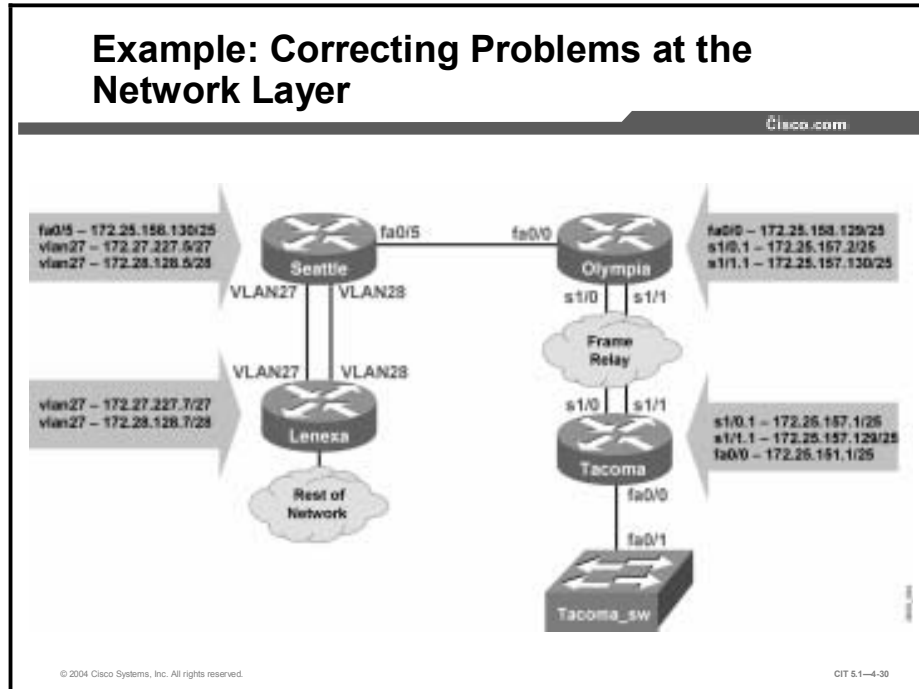 Example: Correcting Problems at the
Network Layer
Cisco.com
fa0/5 – 172.25.158.130/25
vlan27 – 172.27.227.5/27
vlan27 – 172.28.128.5/28
fa0/5
fa0/0
Seattle
Olympia
fa0/0 – 172.25.158.129/25
s1/0.1 – 172.25.157.2/25
s1/1.1 – 172.25.157.130/25
VLAN27
VLAN28
s1/0
s1/1
Frame
Relay
vlan27 – 172.27.227.7/27
vlan27 – 172.28.128.7/28
VLAN27
VLAN28
Lenexa
s1/0
s1/1
Tacoma
s1/0.1 – 172.25.157.1/25
s1/1.1 – 172.25.157.129/25
fa0/0 – 172.25.151.1/25
Rest of
Network
fa0/0
fa0/1
Tacoma_sw
© 2004 Cisco Systems, Inc. All rights reserved.
CIT 5.1—4-30